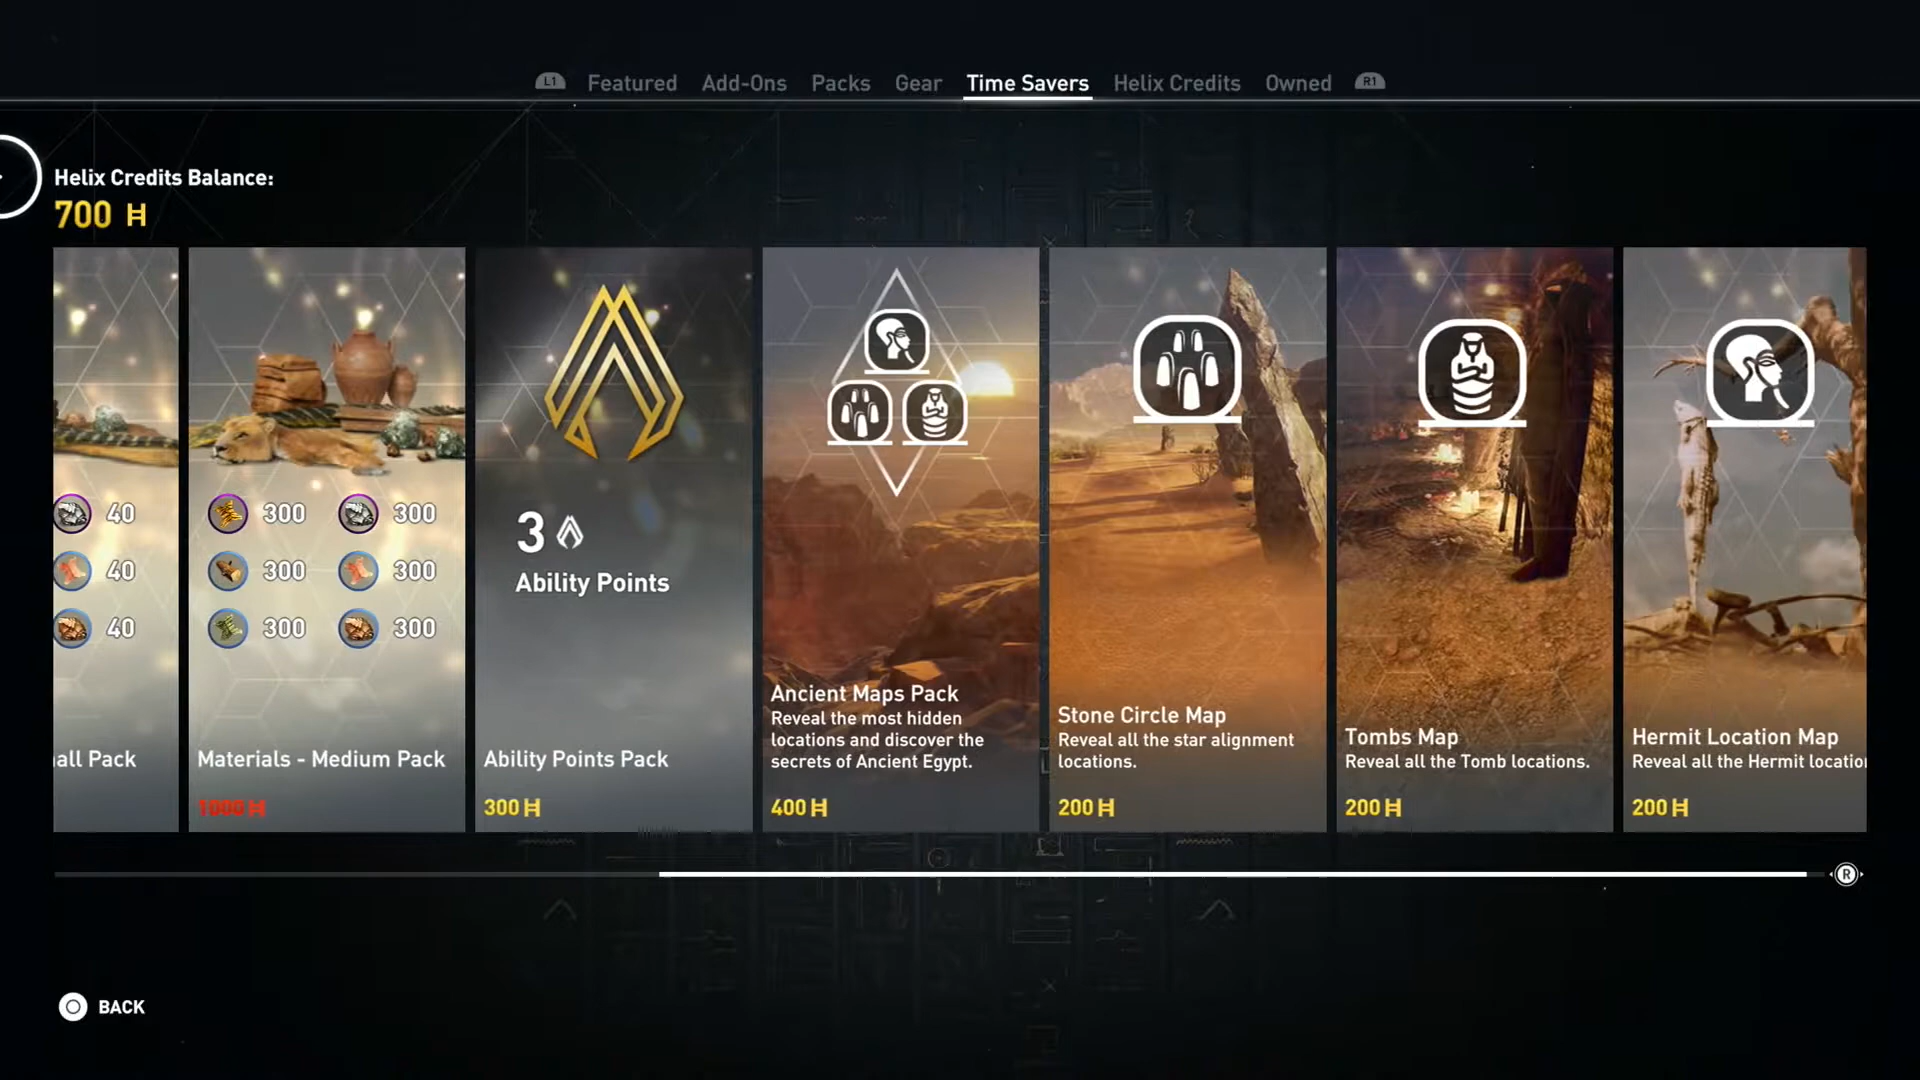 L1 Featured Add-Ons Packs Gear Time Savers Helix Credits Owned R1
Helix Credits Balance:
700
40
40
40
all Pack
300 300
300 300
300 300
Materials - Medium Pack
1000
3
Ability Points
Ability Points Pack
300
Ancient Maps Pack
Reveal the most hidden
locations and discover the
secrets of Ancient Egypt.
400
Stone Circle Map
Reveal all the star alignment
locations.
200
Tombs Map
Reveal all the Tomb locations.
200
Hermit Location Map
Reveal all the Hermit locatio
200
R
BACK